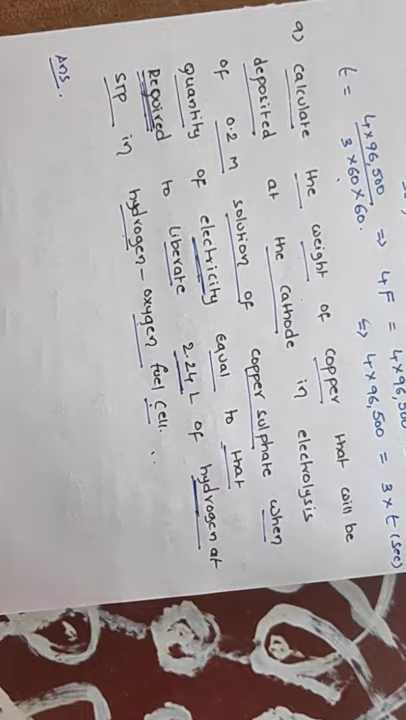 4F = 4×96,500
t = 4×96,500 / 3×60×60. => 4×96,500 = 3×t (sec)
9) Calculate the weight of copper that will be
deposited at the cathode in electrolysis
of 0.2 M solution of copper sulphate when
quantity of electricity equal to that
Required to liberate 2.24 L of hydrogen at
STP in hydrogen-oxygen fuel cell.
Ans.